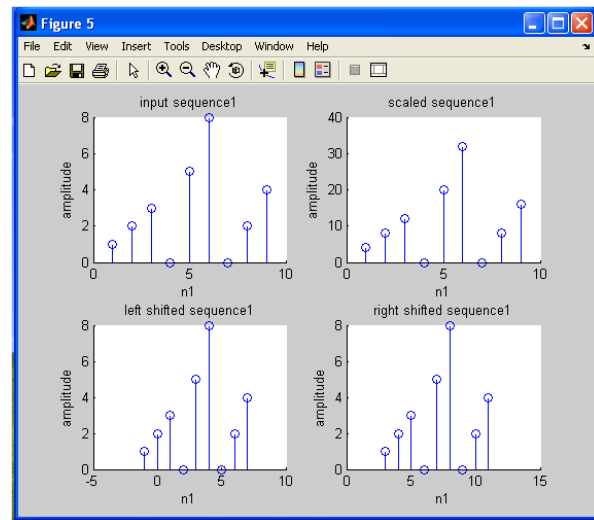 Figure 5
File Edit View Insert Tools Desktop Window Help
input sequence1
8
6
4
2
0
amplitude
0 5 10
n1
scaled sequence1
40
30
20
10
0
amplitude
0 5 10
n1
left shifted sequence1
8
6
4
2
0
amplitude
-5 0 5 10
n1
right shifted sequence1
8
6
4
2
0
amplitude
0 5 10 15
n1